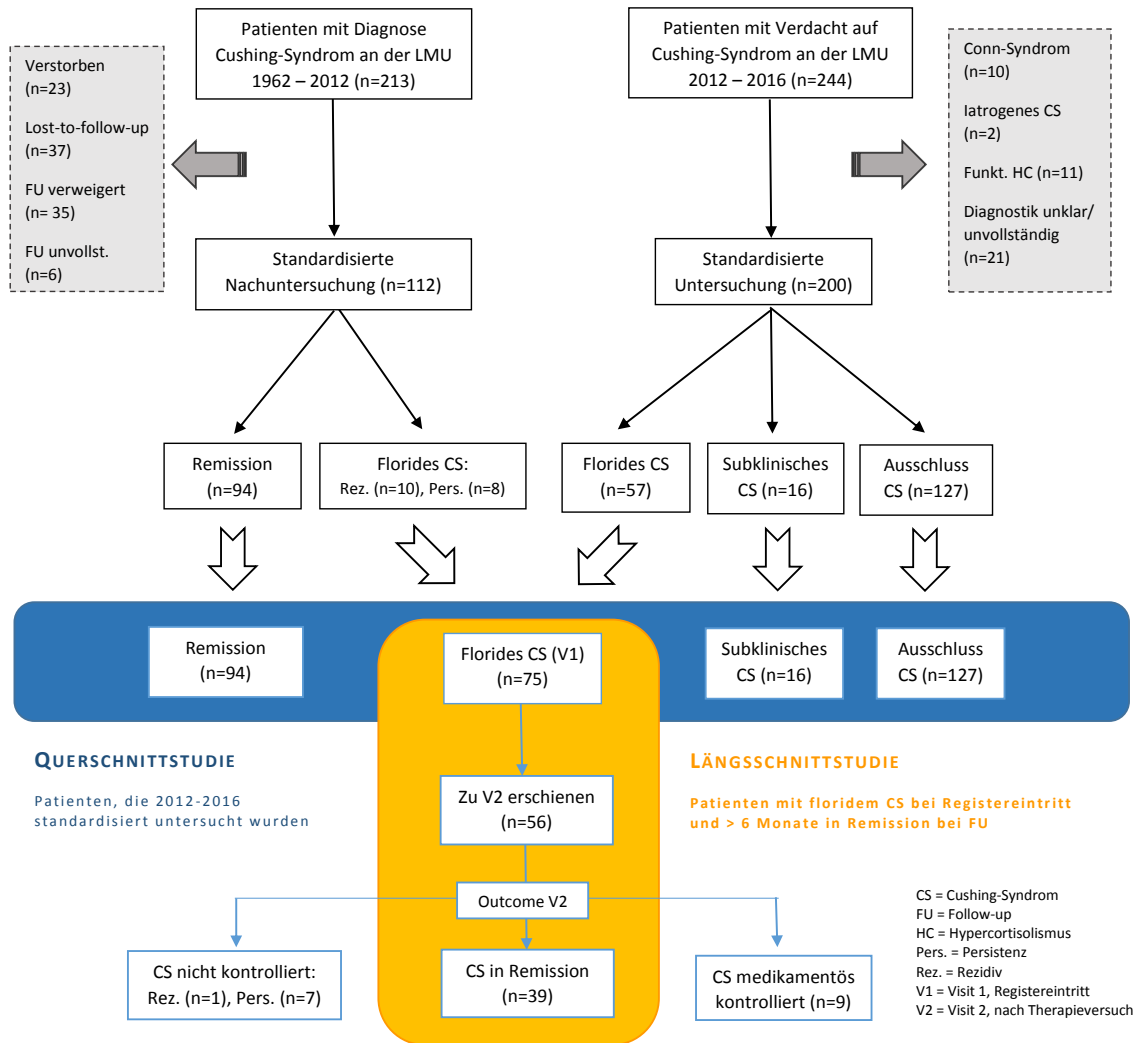 Patienten mit Diagnose
Cushing-Syndrom an der LMU
1962 – 2012 (n=213)
Patienten mit Verdacht auf
Cushing-Syndrom an der LMU
2012 – 2016 (n=244)
Verstorben
(n=23)
Lost-to-follow-up
(n=37)
FU verweigert
(n= 35)
FU unvollst.
(n=6)
Conn-Syndrom
(n=10)
Iatrogenes CS
(n=2)
Funkt. HC (n=11)
Diagnostik unklar/
unvollständig
(n=21)
Standardisierte
Nachuntersuchung (n=112)
Standardisierte
Untersuchung (n=200)
Remission
(n=94)
Florides CS:
Rez. (n=10), Pers. (n=8)
Florides CS
(n=57)
Subklinisches
CS (n=16)
Ausschluss
CS (n=127)
Remission
(n=94)
Florides CS (V1)
(n=75)
Subklinisches
CS (n=16)
Ausschluss
CS (n=127)
QUERSCHNITTSTUDIE
Patienten, die 2012-2016
standardisiert untersucht wurden
LÄNGSSCHNITTSTUDIE
Patienten mit floridem CS bei Registereintritt
und > 6 Monate in Remission bei FU
Zu V2 erschienen
(n=56)
Outcome V2
CS nicht kontrolliert:
Rez. (n=1), Pers. (n=7)
CS in Remission
(n=39)
CS medikamentös
kontrolliert (n=9)
CS = Cushing-Syndrom
FU = Follow-up
HC = Hypercortisolismus
Pers. = Persistenz
Rez. = Rezidiv
V1 = Visit 1, Registereintritt
V2 = Visit 2, nach Therapieversuch